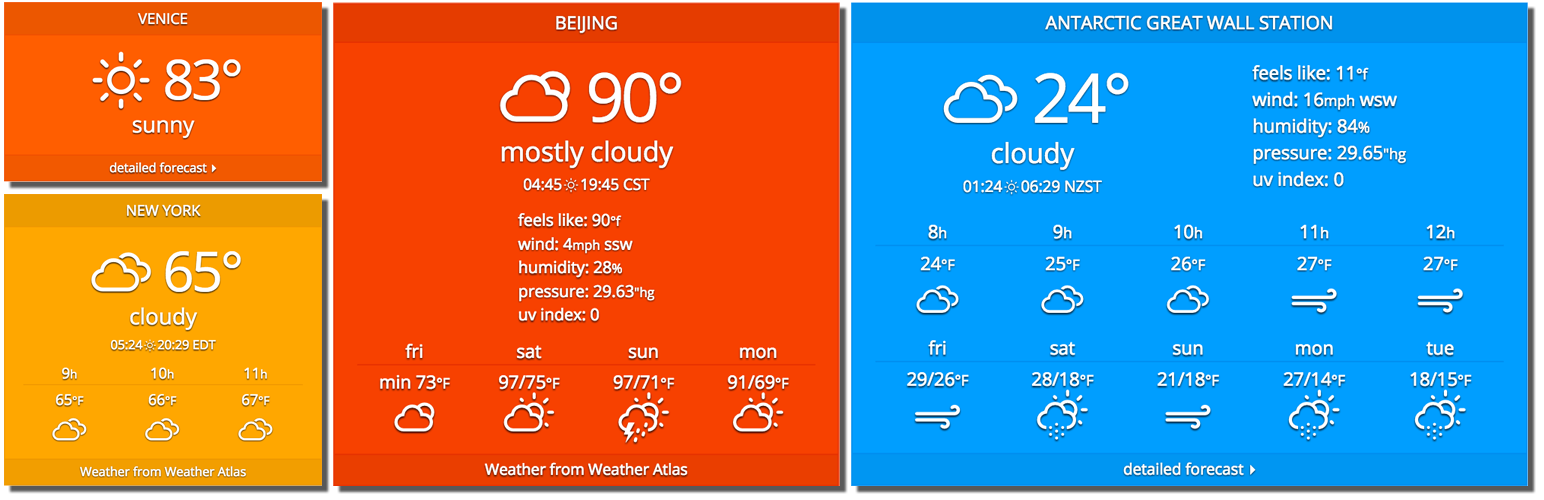 VENICE
83°
sunny
detailed forecast
NEW YORK
65°
cloudy
05:24 20:29 EDT
9h 10h 11h
65°F 66°F 67°F
Weather from Weather Atlas
BEIJING
90°
mostly cloudy
04:45 19:45 CST
feels like: 90°f
wind: 4mph ssw
humidity: 28%
pressure: 29.63"hg
uv index: 0
fri sat sun mon
min 73°F 97/75°F 97/71°F 91/69°F
Weather from Weather Atlas
ANTARCTIC GREAT WALL STATION
24°
cloudy
01:24 06:29 NZST
feels like: 11°f
wind: 16mph wsw
humidity: 84%
pressure: 29.65"hg
uv index: 0
8h 9h 10h 11h 12h
24°F 25°F 26°F 27°F 27°F
fri sat sun mon tue
29/26°F 28/18°F 21/18°F 27/14°F 18/15°F
detailed forecast